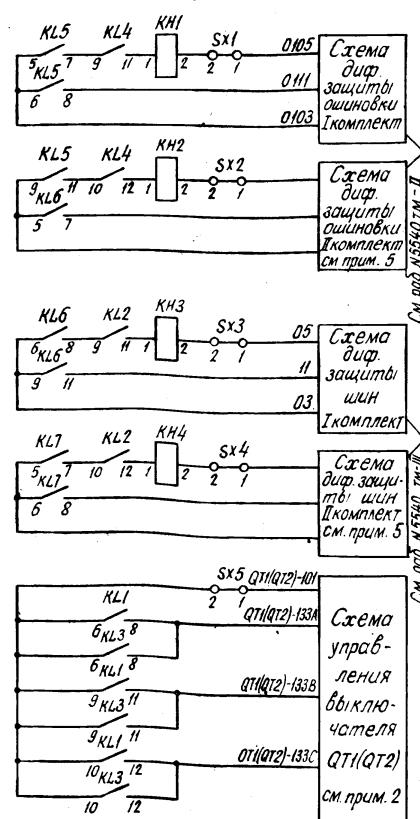 KL5 KL4 KH1 SX1 0105
5 7 9 11 1 2 2 1
KL5 0111
6 8
0103
Схема
диф.
защиты
ошиновки
I комплект
KL5 KL4 KH2 SX2
9 11 10 12 1 2 2 1
KL6
5 7
Схема
диф.
защиты
ошиновки
II комплект
см прим. 5
См. раб. N5540тм-II
KL6 KL2 KH3 SX3 05
6 8 9 11 1 2 2 1
KL6 11
9 11
03
Схема
диф.
защиты
шин
I комплект
KL7 KL2 KH4 SX4
5 7 10 12 1 2 2 1
KL7
6 8
Схема
диф. защи-
ты шин
II комплект
см. прим. 5
См. раб. N5540 тм-III
SX5 QT1(QT2)-101
2 1
KL1 QT1(QT2)-133A
6 8
KL3
6 8
KL1 QT1(QT2)-133B
9 11
KL3
9 11
KL1 QT1(QT2)-133C
10 12
KL3
10 12
Схема
управ-
ления
выклю-
чателя
QT1(QT2)
см. прим. 2